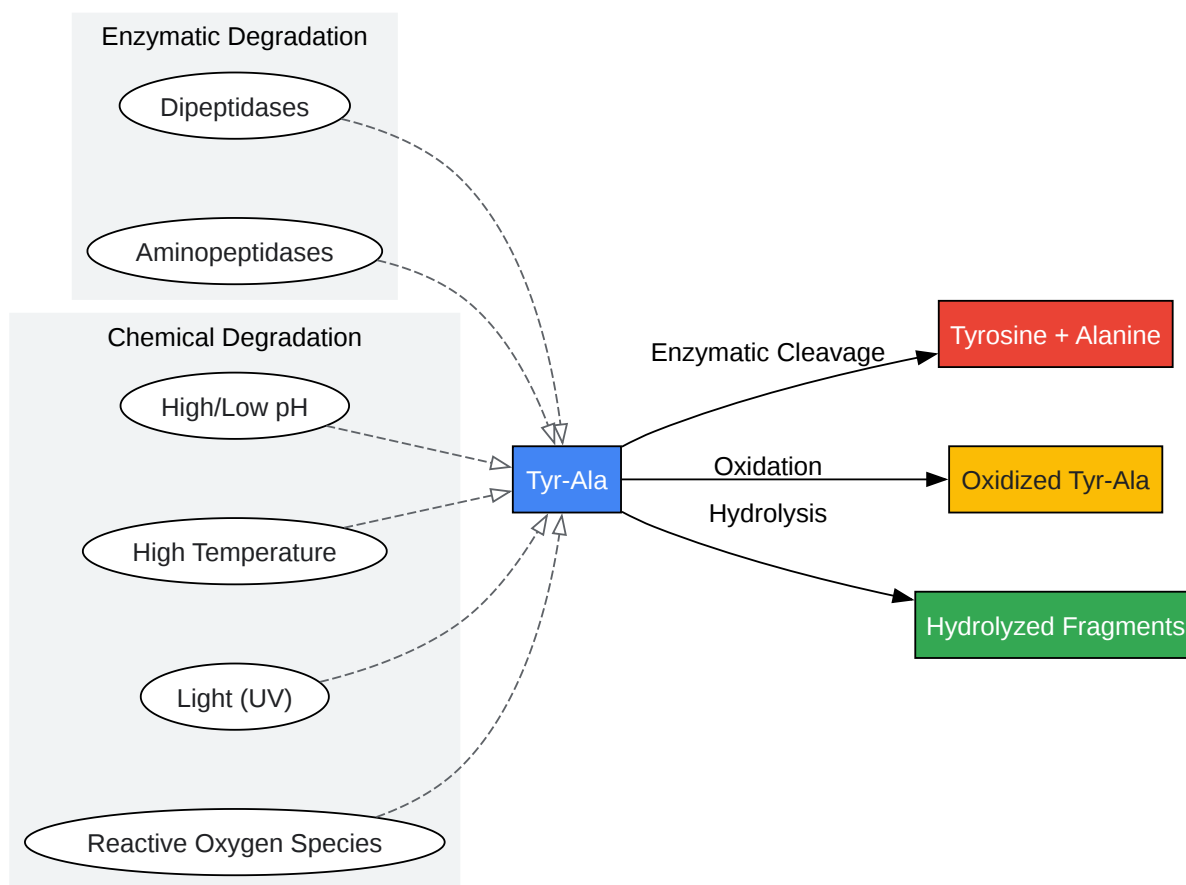 Enzymatic Degradation
Dipeptidases
Aminopeptidases
Chemical Degradation
High/Low pH
High Temperature
Light (UV)
Reactive Oxygen Species
Tyr-Ala
Enzymatic Cleavage
Oxidation
Hydrolysis
Tyrosine + Alanine
Oxidized Tyr-Ala
Hydrolyzed Fragments